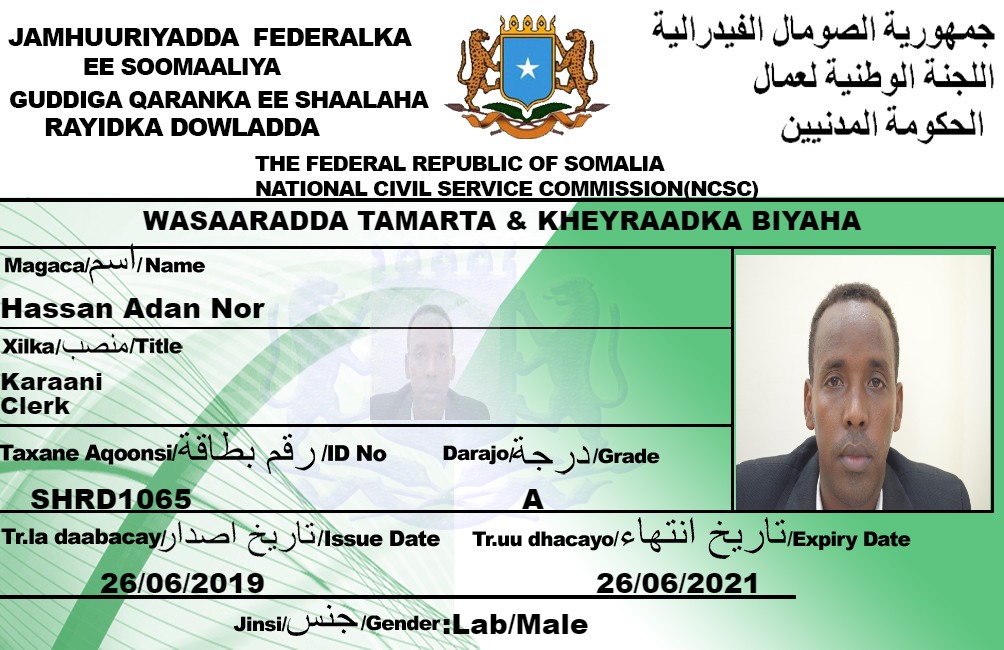 JAMHUURIYADDA FEDERALKA
EE SOOMAALIYA
GUDDIGA QARANKA EE SHAALAHA
RAYIDKA DOWLADDA
جمهورية الصومال الفيدرالية
اللجنة الوطنية لعمال
الحكومة المدنيين
THE FEDERAL REPUBLIC OF SOMALIA
NATIONAL CIVIL SERVICE COMMISSION(NCSC)
WASAARADDA TAMARTA & KHEYRAADKA BIYAHA
Magaca/اسم/Name
Hassan Adan Nor
Xilka/منصب/Title
Karaani
Clerk
Taxane Aqoonsi/رقم بطاقة/ID No
Darajo/درجة/Grade
SHRD1065
A
Tr.la daabacay/تاريخ اصدار/Issue Date
Tr.uu dhacayo/تاريخ انتهاء/Expiry Date
26/06/2019
26/06/2021
Jinsi/جنس/Gender:Lab/Male